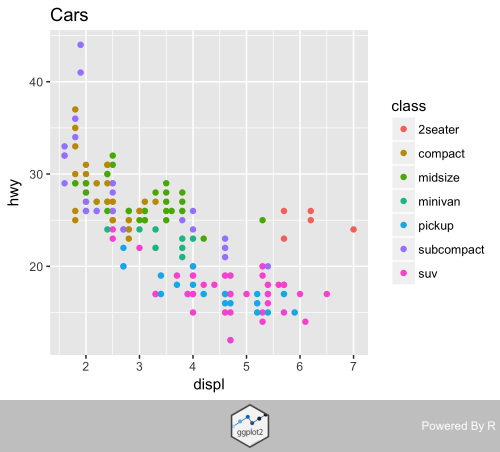 Cars
40
30
20
hwy
2 3 4 5 6 7
displ
class
2seater
compact
midsize
minivan
pickup
subcompact
suv
ggplot2
Powered By R